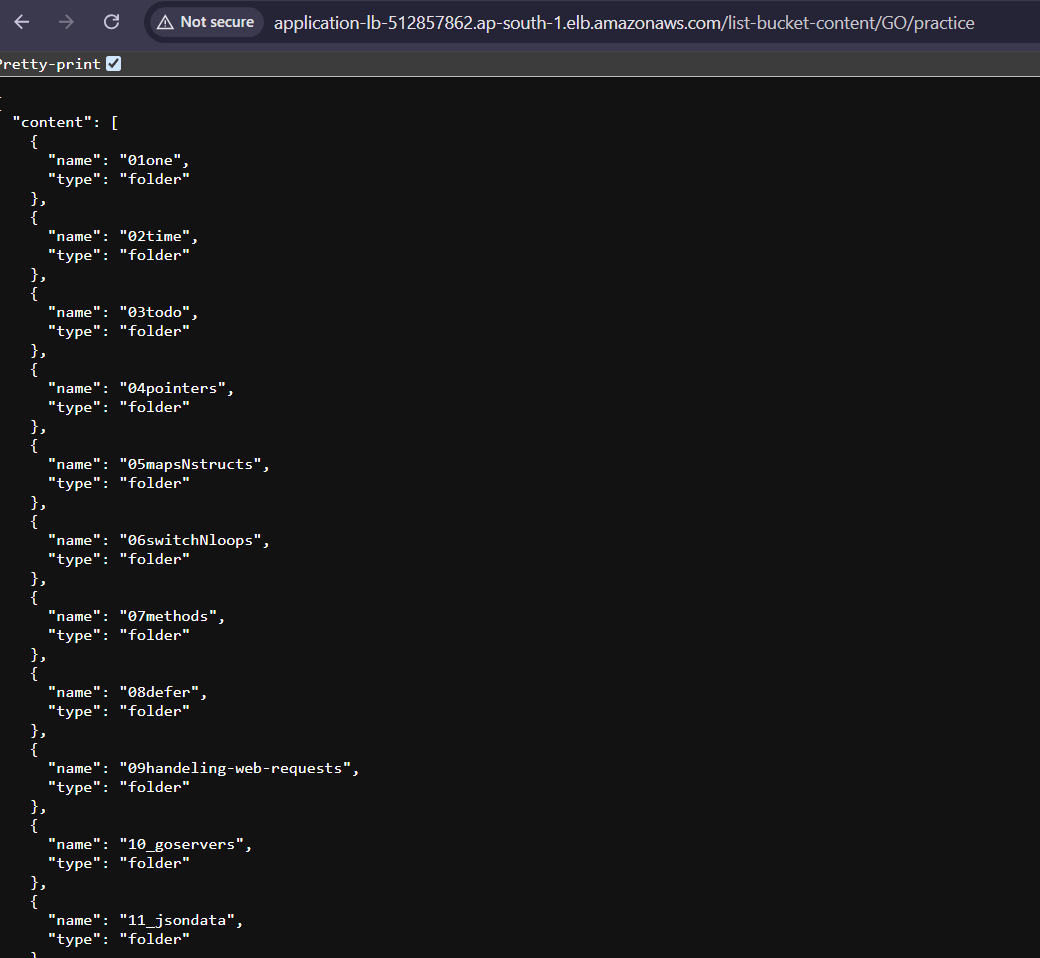 Not secure application-lb-512857862.ap-south-1.elb.amazonaws.com/list-bucket-content/GO/practice
Pretty-print
"content": [
{
"name": "01one",
"type": "folder"
},
{
"name": "02time",
"type": "folder"
},
{
"name": "03todo",
"type": "folder"
},
{
"name": "04pointers",
"type": "folder"
},
{
"name": "05mapsNstructs",
"type": "folder"
},
{
"name": "06switchNloops",
"type": "folder"
},
{
"name": "07methods",
"type": "folder"
},
{
"name": "08defer",
"type": "folder"
},
{
"name": "09handeling-web-requests",
"type": "folder"
},
{
"name": "10_goservers",
"type": "folder"
},
{
"name": "11_jsondata",
"type": "folder"